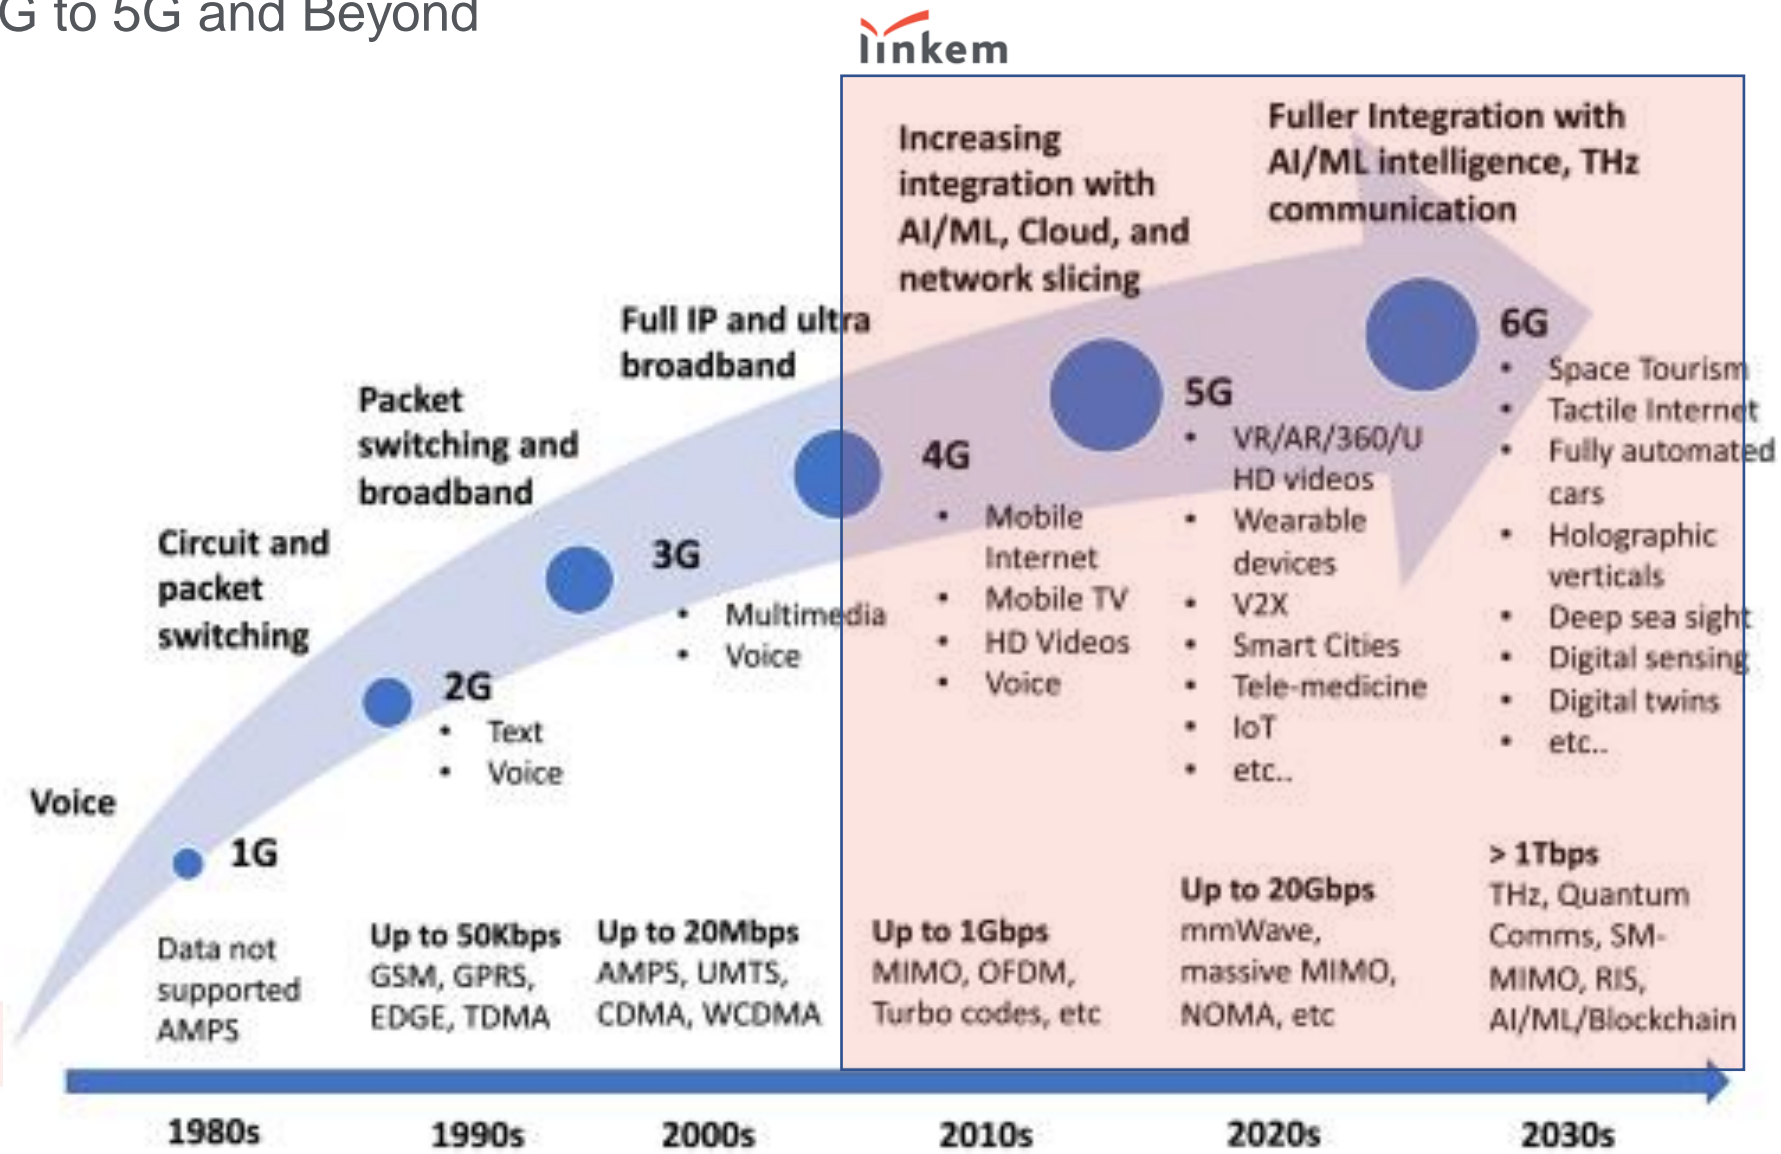 G to 5G and Beyond
linkem
Fuller Integration with
AI/ML intelligence, THz
communication
Increasing
integration with
AI/ML, Cloud, and
network slicing
Full IP and ultra
broadband
Packet
switching and
broadband
Circuit and
packet
switching
Voice
1G
2G
• Text
• Voice
3G
• Multimedia
• Voice
4G
• Mobile
Internet
• Mobile TV
• HD Videos
• Voice
5G
• VR/AR/360/U
HD videos
• Wearable
devices
• V2X
• Smart Cities
• Tele-medicine
• IoT
• etc..
6G
• Space Tourism
• Tactile Internet
• Fully automated
cars
• Holographic
verticals
• Deep sea sight
• Digital sensing
• Digital twins
• etc..
Data not
supported
AMPS
Up to 50Kbps
GSM, GPRS,
EDGE, TDMA
Up to 20Mbps
AMPS, UMTS,
CDMA, WCDMA
Up to 1Gbps
MIMO, OFDM,
Turbo codes, etc
Up to 20Gbps
mmWave,
massive MIMO,
NOMA, etc
> 1Tbps
THz, Quantum
Comms, SM-
MIMO, RIS,
AI/ML/Blockchain
1980s
1990s
2000s
2010s
2020s
2030s